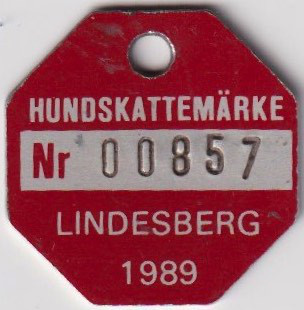 HUNDSKATTEMÄRKE
Nr 00857
LINDESBERG
1989